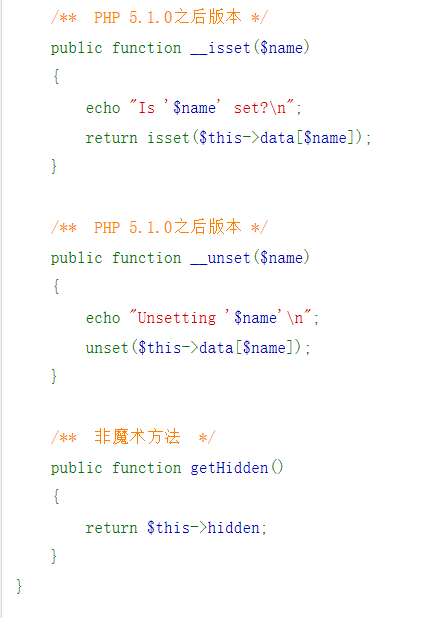 /**  PHP 5.1.0之后版本 */
public function __isset($name)
{
echo "Is '$name' set?\n";
return isset($this->data[$name]);
}
/**  PHP 5.1.0之后版本 */
public function __unset($name)
{
echo "Unsetting '$name'\n";
unset($this->data[$name]);
}
/**  非魔术方法  */
public function getHidden()
{
return $this->hidden;
}
}